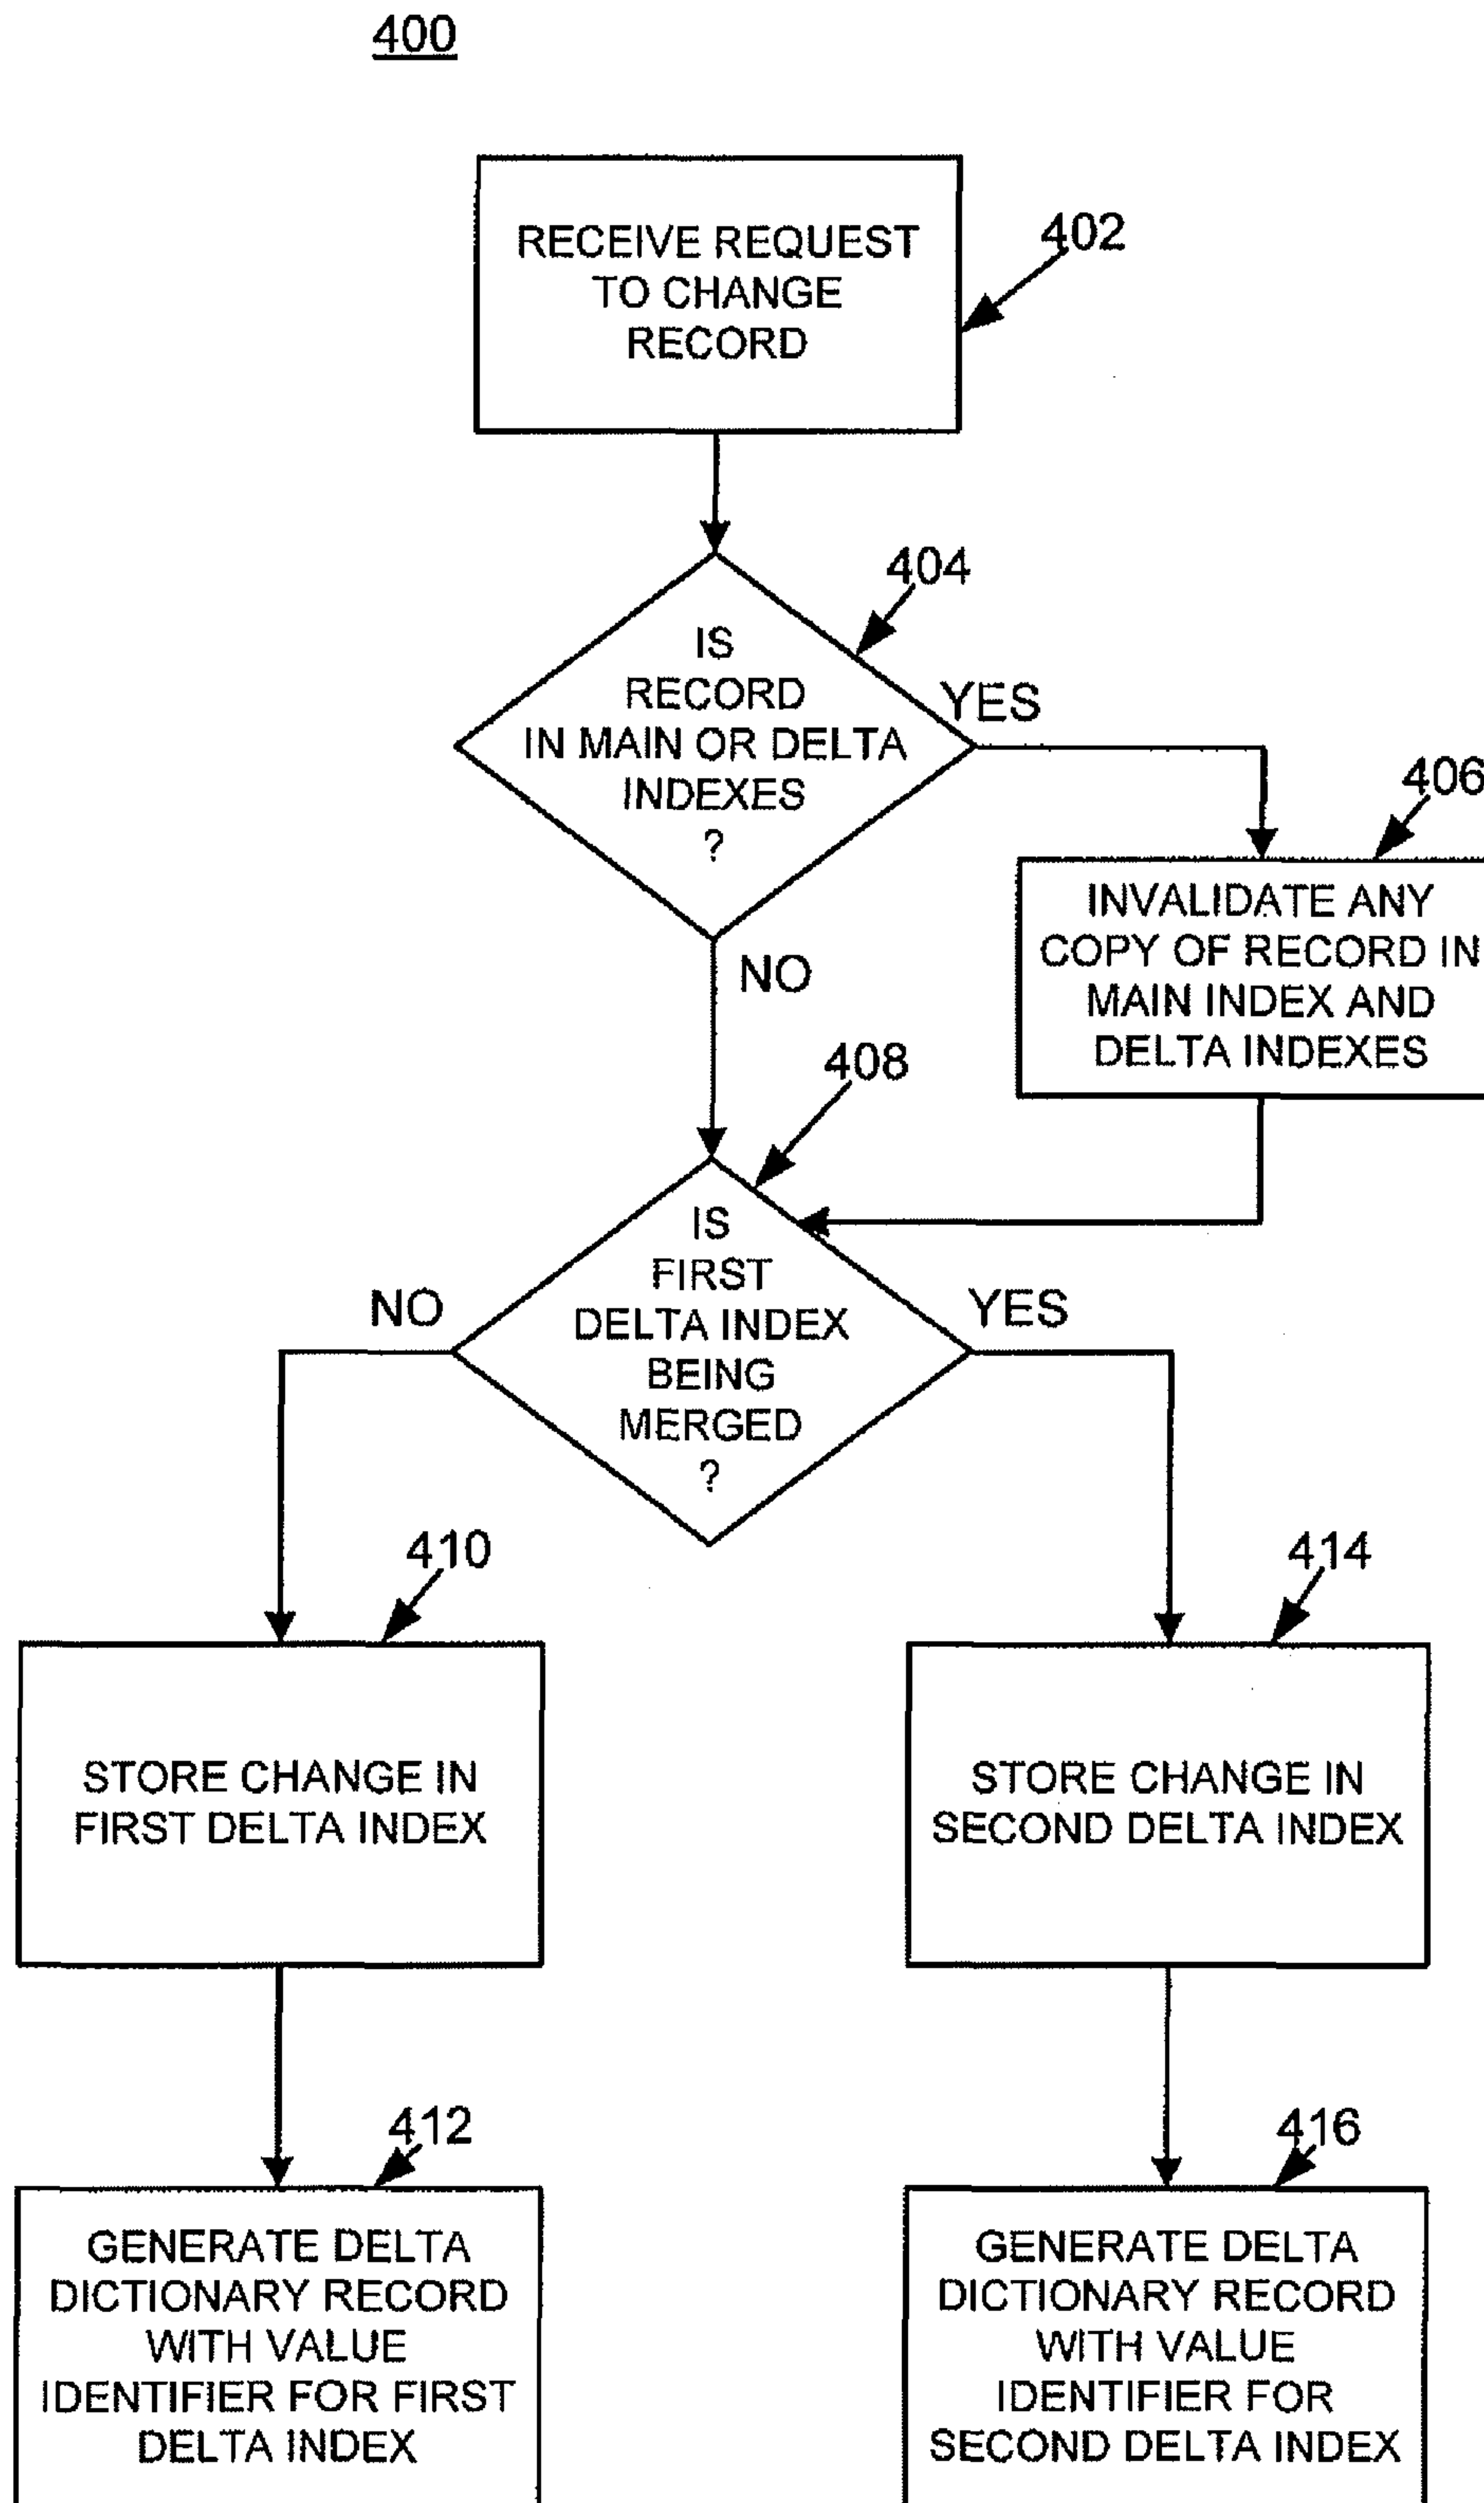 400
RECEIVE REQUEST
TO CHANGE
RECORD
402
404
IS
RECORD
IN MAIN OR DELTA
INDEXES
?
YES
406
INVALIDATE ANY
COPY OF RECORD IN
MAIN INDEX AND
DELTA INDEXES
NO
408
IS
FIRST
DELTA INDEX
BEING
MERGED
?
NO
YES
410
STORE CHANGE IN
FIRST DELTA INDEX
414
STORE CHANGE IN
SECOND DELTA INDEX
412
GENERATE DELTA
DICTIONARY RECORD
WITH VALUE
IDENTIFIER FOR FIRST
DELTA INDEX
416
GENERATE DELTA
DICTIONARY RECORD
WITH VALUE
IDENTIFIER FOR
SECOND DELTA INDEX